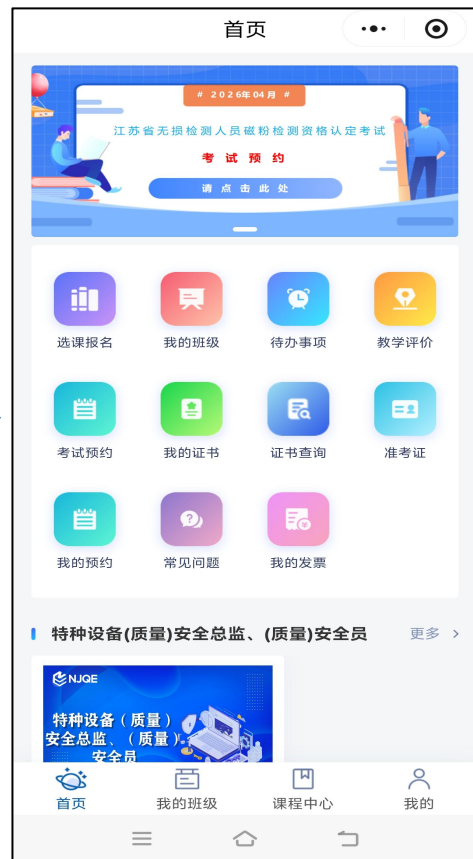 首页
# 2026年04月 #
江苏省无损检测人员磁粉检测资格认定考试
考试预约
请点击此处
选课报名 我的班级 待办事项 教学评价
考试预约 我的证书 证书查询 准考证
我的预约 常见问题 我的发票
特种设备(质量)安全总监、(质量)安全员 更多 >
NJQE
特种设备（质量）
安全总监、（质量）
安全员
首页 我的班级 课程中心 我的